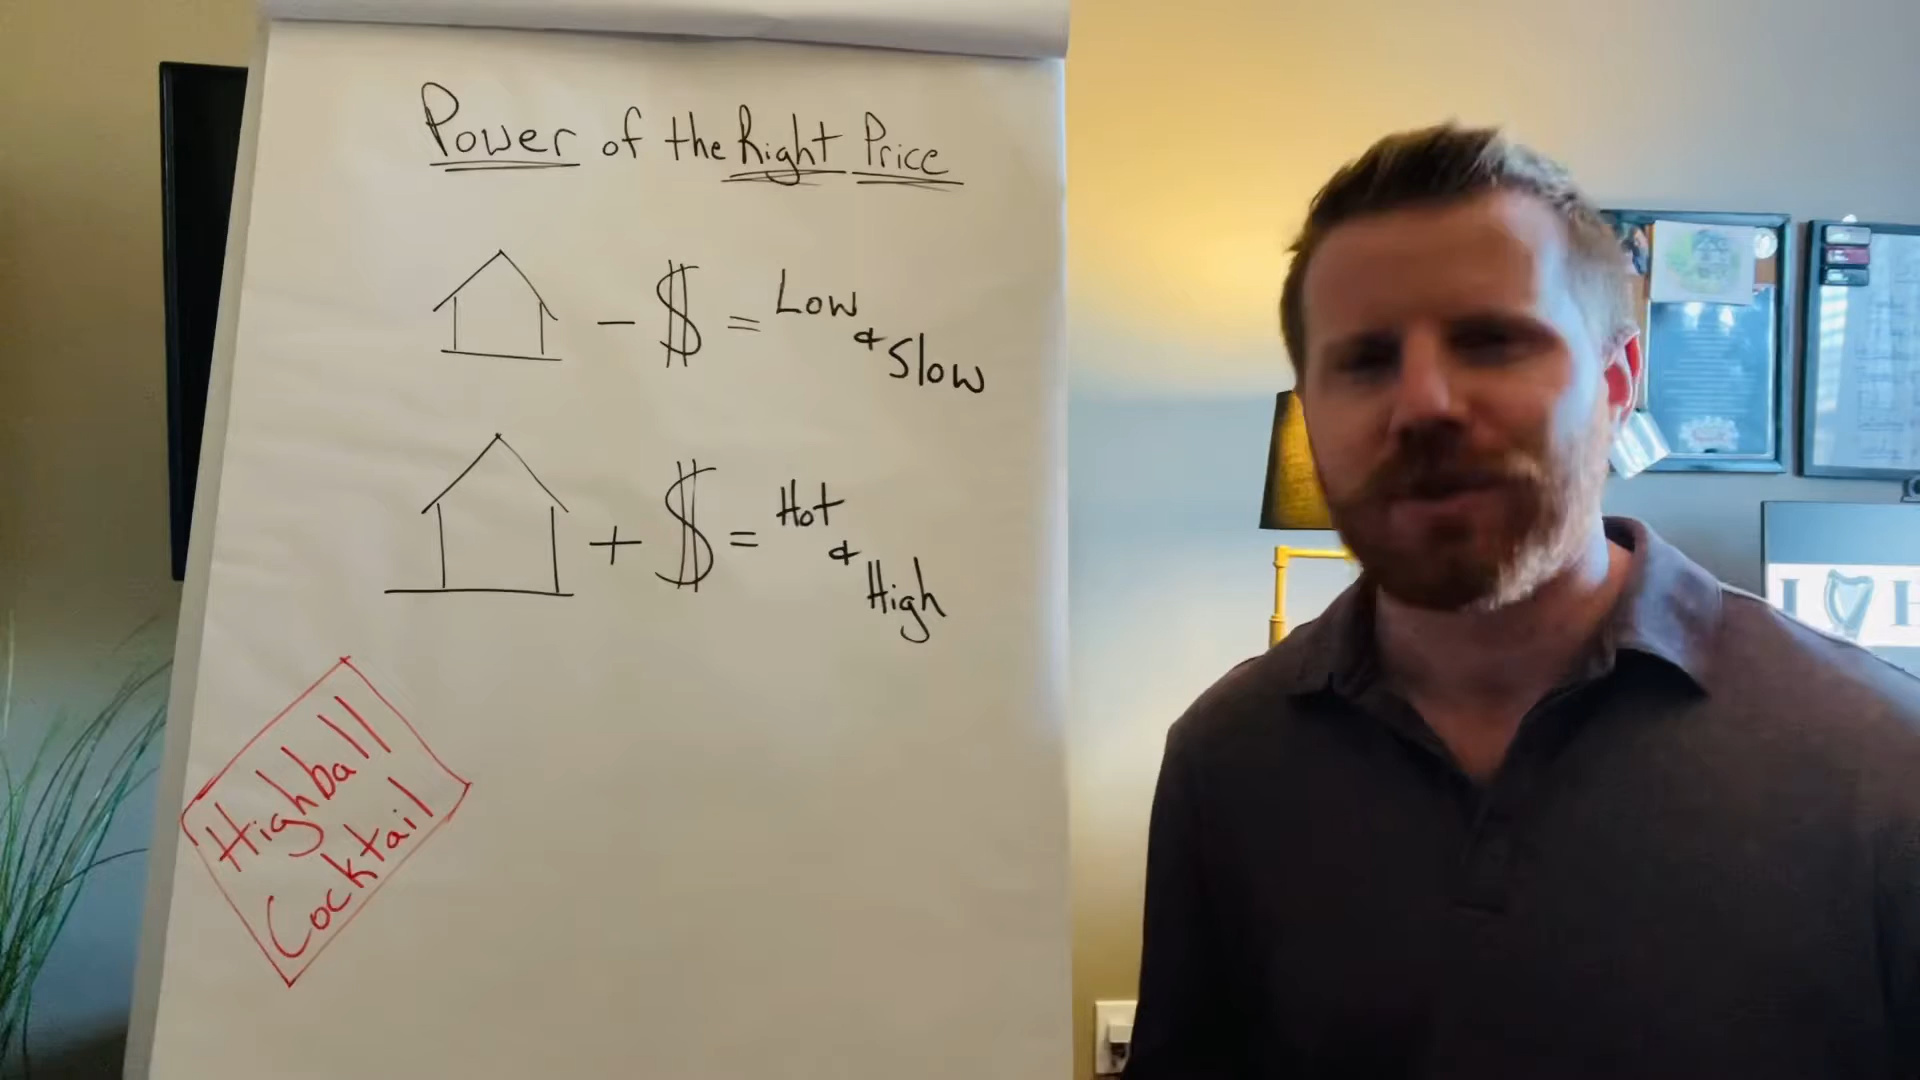 Power of the Right Price
- $ = Low
& Slow
+ $ = Hot
&
High
Highball
Cocktail
I H